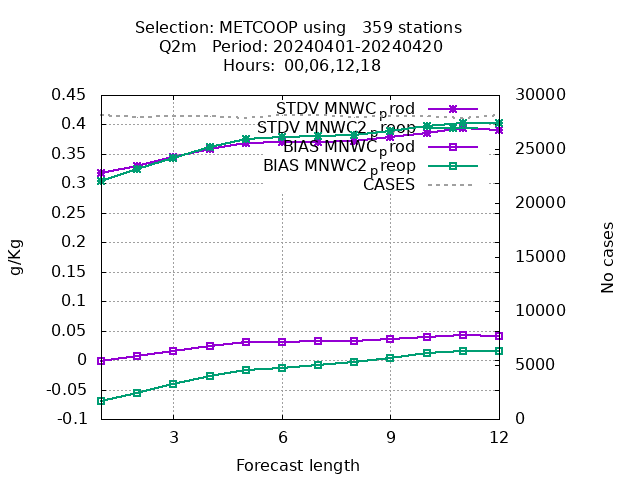 Selection: METCOOP using   359 stations
Q2m   Period: 20240401-20240420
Hours:  00,06,12,18
0.45
0.4
0.35
0.3
0.25
0.2
0.15
0.1
0.05
0
-0.05
-0.1
30000
25000
20000
15000
10000
5000
0
STDV MNWC_prod
STDV MNWC2_preop
BIAS MNWC_prod
BIAS MNWC2_preop
CASES
g/Kg
No cases
3 6 9 12
Forecast length